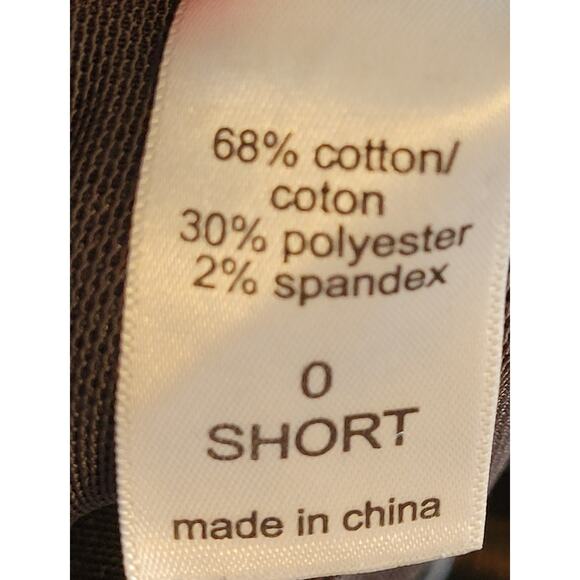 68% cotton/
coton
30% polyester
2% spandex
0
SHORT
made in china